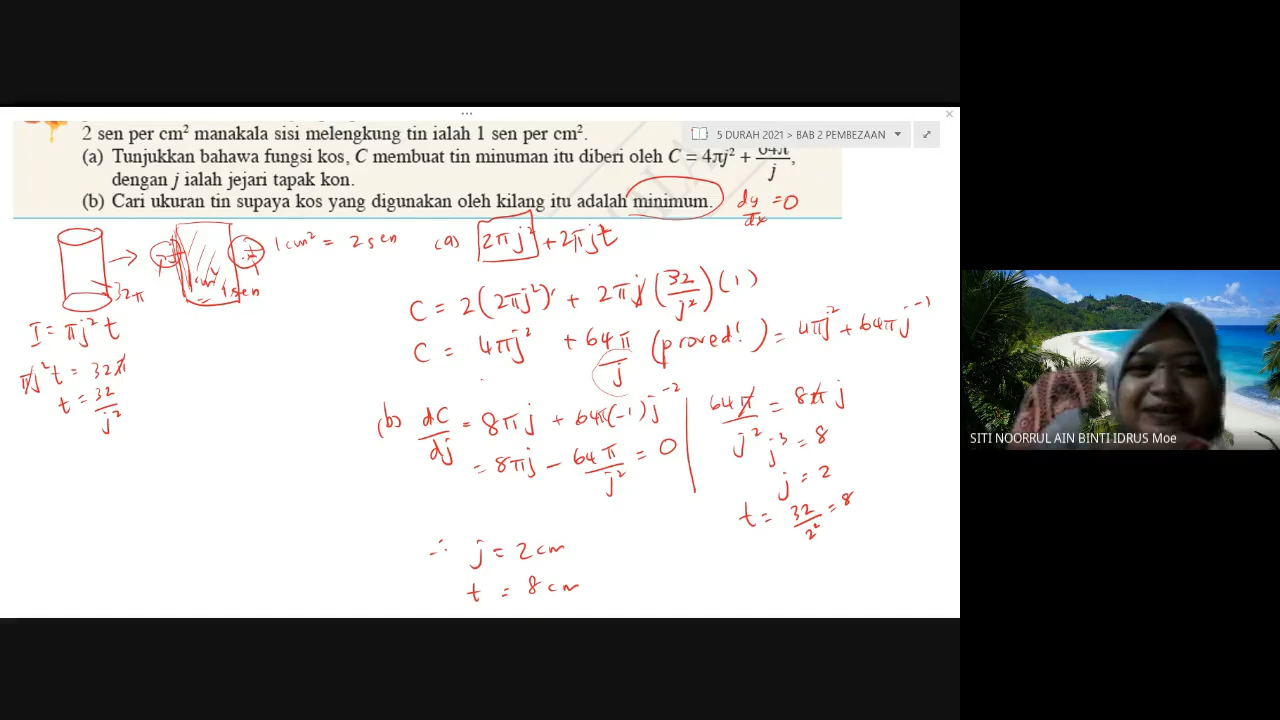 2 sen per cm² manakala sisi melengkung tin ialah 1 sen per cm².
5 DURAH 2021 > BAB 2 PEMBEZAAN
(a) Tunjukkan bahawa fungsi kos, C membuat tin minuman itu diberi oleh C = 4πj² + 64π/j,
dengan j ialah jejari tapak kon.
(b) Cari ukuran tin supaya kos yang digunakan oleh kilang itu adalah minimum.
dy/dx = 0
1 cm² = 2 sen
1 sen
32π
I = πj² t
πj² t = 32π
t = 32/j²
(a) 2πj² + 2πjt
C = 2(2πj²) + 2πj(32/j²)(1)
C = 4πj² + 64π/j (proved!) = 4πj² + 64πj⁻¹
(b) dC/dj = 8πj + 64π(-1)j⁻²
= 8πj - 64π/j² = 0
64π/j² = 8πj
j³ = 8
j = 2
t = 32/2² = 8
∴ j = 2 cm
t = 8 cm
SITI NOORRUL AIN BINTI IDRUS Moe